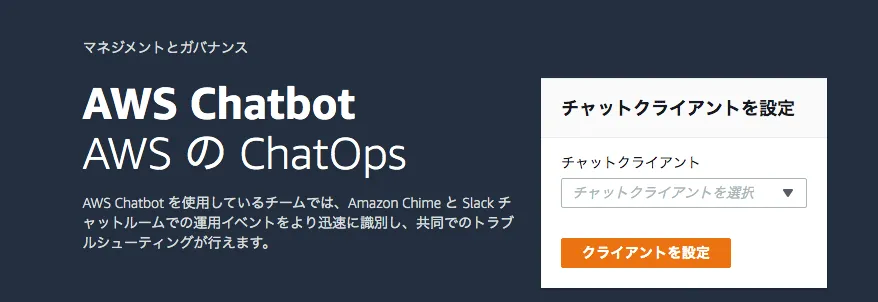 マネジメントとガバナンス
AWS Chatbot
AWS の ChatOps
AWS Chatbot を使用しているチームでは、Amazon Chime と Slack チ
ャットルームでの運用イベントをより迅速に識別し、共同でのトラブ
ルシューティングが行えます。
チャットクライアントを設定
チャットクライアント
チャットクライアントを選択
クライアントを設定